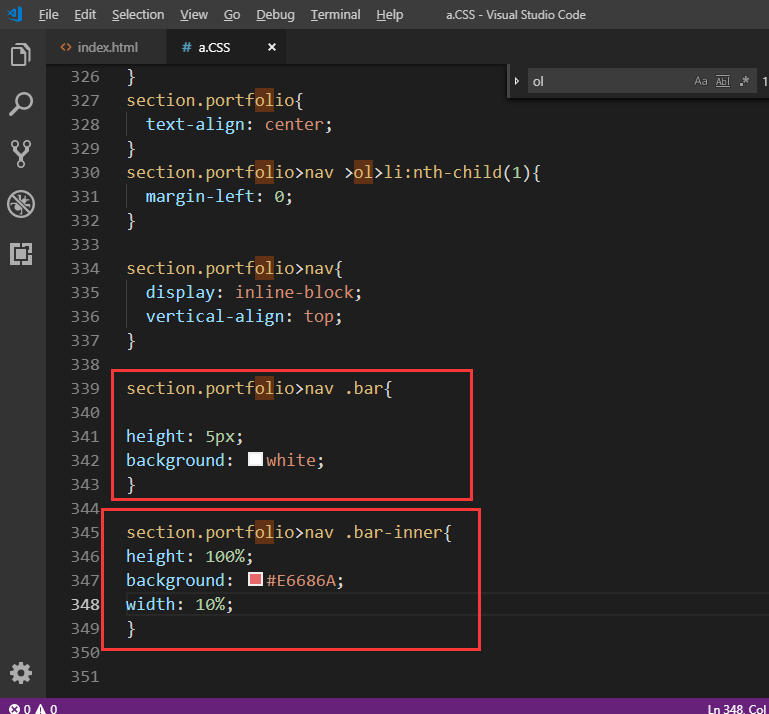 File Edit Selection View Go Debug Terminal Help a.CSS - Visual Studio Code
<> index.html # a.CSS ×
ol Aa Abl .* 1
326 }
327 section.portfolio{
328 text-align: center;
329 }
330 section.portfolio>nav >ol>li:nth-child(1){
331 margin-left: 0;
332 }
333
334 section.portfolio>nav{
335 display: inline-block;
336 vertical-align: top;
337 }
338
339 section.portfolio>nav .bar{
340
341 height: 5px;
342 background: white;
343 }
344
345 section.portfolio>nav .bar-inner{
346 height: 100%;
347 background: #E6686A;
348 width: 10%;
349 }
350
351
0 0 Ln 348, Col